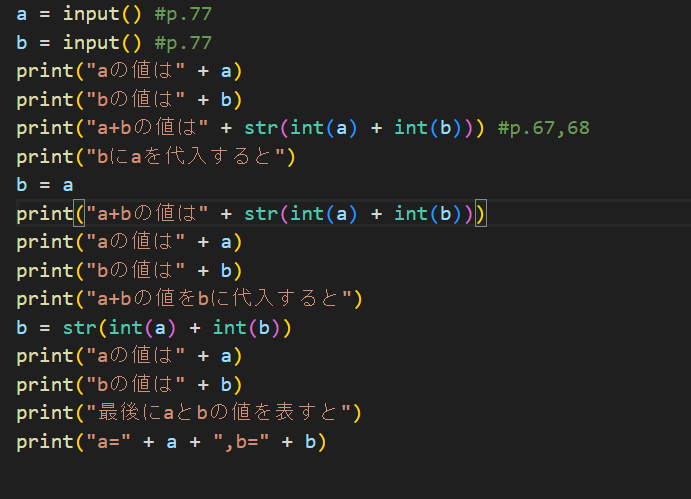 a = input() #p.77
b = input() #p.77
print("aの値は" + a)
print("bの値は" + b)
print("a+bの値は" + str(int(a) + int(b))) #p.67,68
print("bにaを代入すると")
b = a
print("a+bの値は" + str(int(a) + int(b)))
print("aの値は" + a)
print("bの値は" + b)
print("a+bの値をbに代入すると")
b = str(int(a) + int(b))
print("aの値は" + a)
print("bの値は" + b)
print("最後にaとbの値を表すと")
print("a=" + a + ",b=" + b)